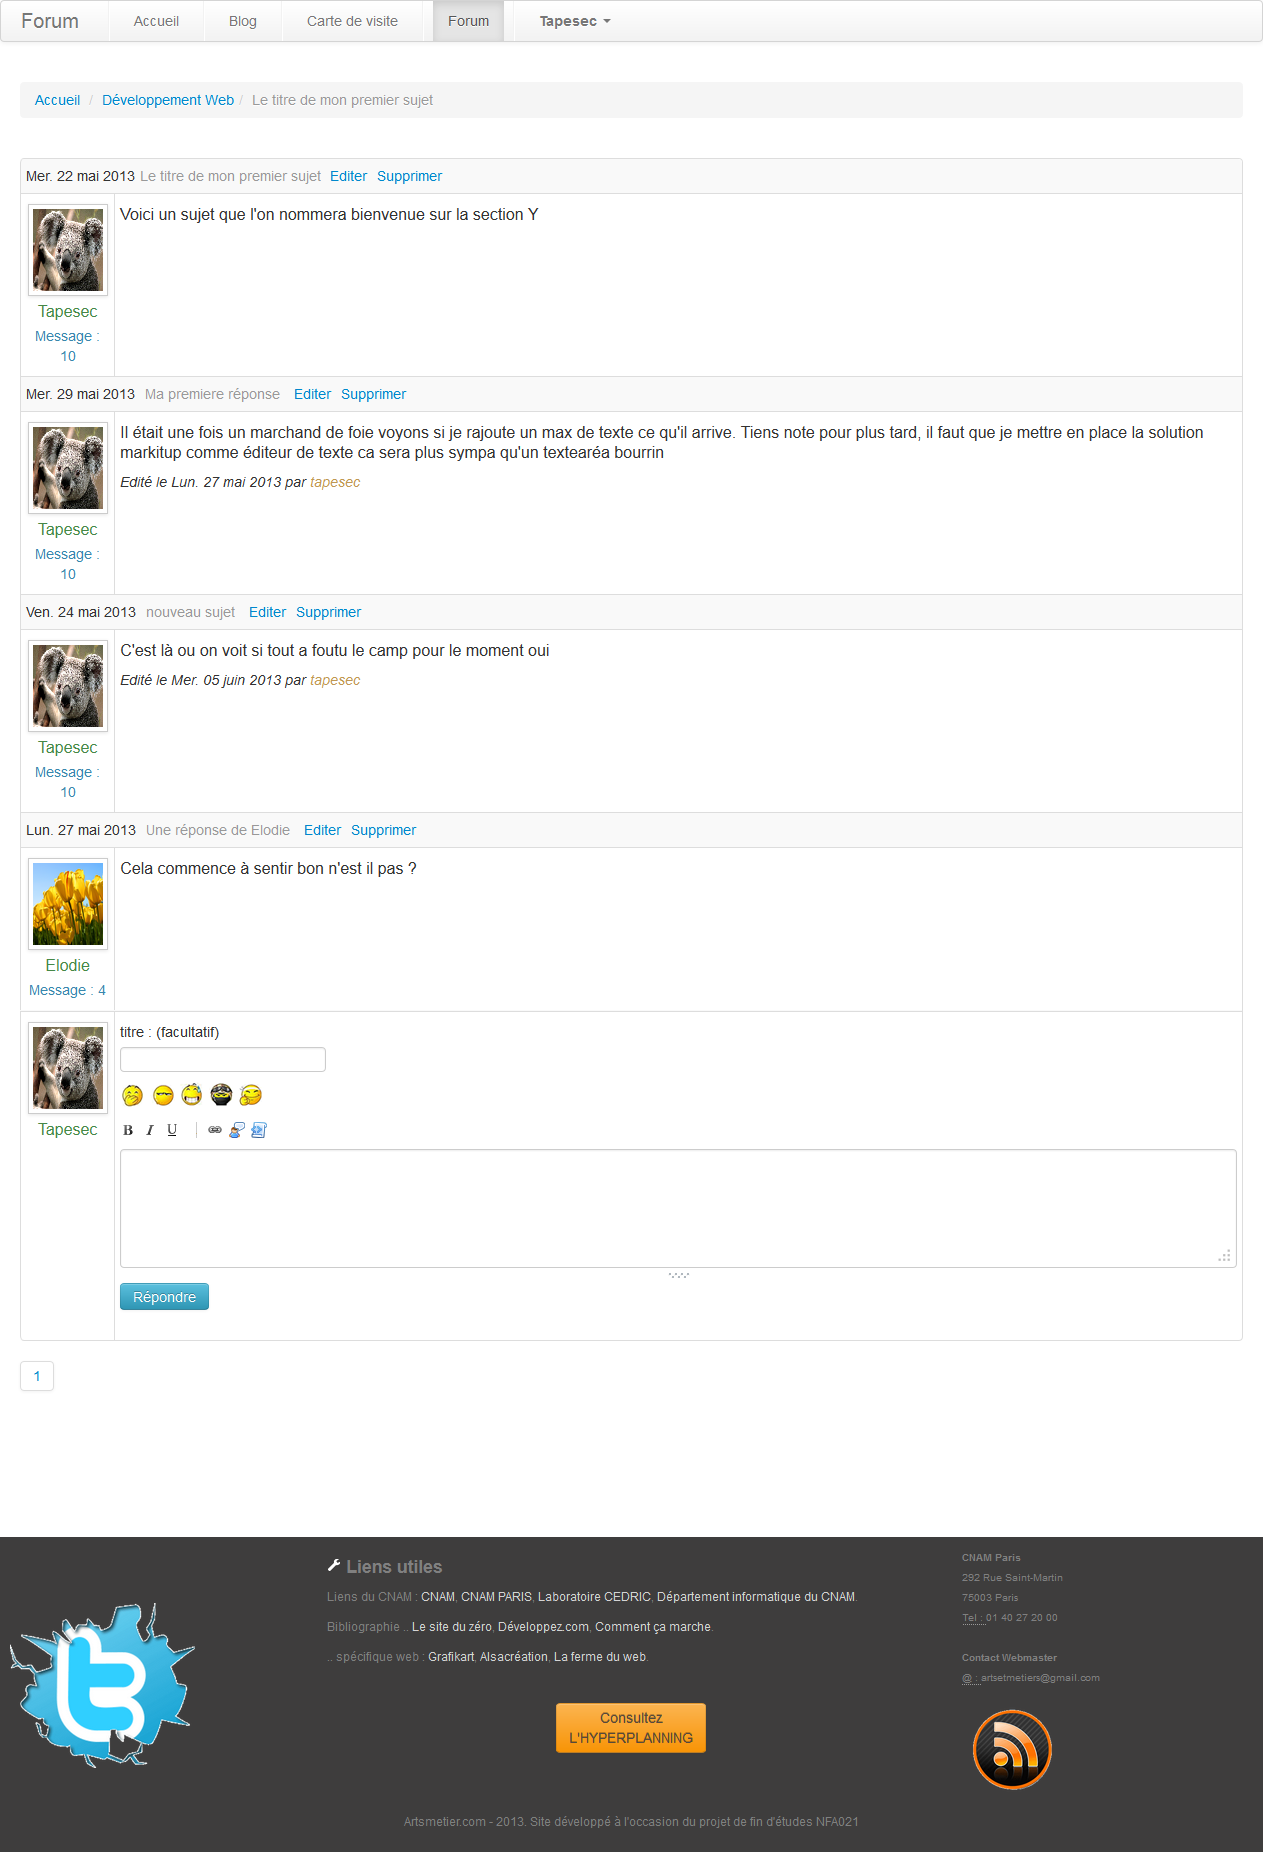 Forum Accueil Blog Carte de visite Forum Tapesec
Accueil / Développement Web / Le titre de mon premier sujet
Mer. 22 mai 2013 Le titre de mon premier sujet Editer Supprimer
Voici un sujet que l'on nommera bienvenue sur la section Y
Tapesec
Message :
10
Mer. 29 mai 2013 Ma premiere réponse Editer Supprimer
Il était une fois un marchand de foie voyons si je rajoute un max de texte ce qu'il arrive. Tiens note pour plus tard, il faut que je mettre en place la solution
markitup comme éditeur de texte ca sera plus sympa qu'un textearéa bourrin
Edité le Lun. 27 mai 2013 par tapesec
Tapesec
Message :
10
Ven. 24 mai 2013 nouveau sujet Editer Supprimer
C'est là ou on voit si tout a foutu le camp pour le moment oui
Edité le Mer. 05 juin 2013 par tapesec
Tapesec
Message :
10
Lun. 27 mai 2013 Une réponse de Elodie Editer Supprimer
Cela commence à sentir bon n'est il pas ?
Elodie
Message : 4
titre : (facultatif)
Tapesec
B I U
Répondre
1
Liens utiles
Liens du CNAM : CNAM, CNAM PARIS, Laboratoire CEDRIC, Département informatique du CNAM.
Bibliographie .. Le site du zéro, Développez.com, Comment ça marche.
.. spécifique web : Grafikart, Alsacréation, La ferme du web.
Consultez
L'HYPERPLANNING
CNAM Paris
292 Rue Saint-Martin
75003 Paris
Tel : 01 40 27 20 00
Contact Webmaster
@ : artsetmetiers@gmail.com
Artsmetier.com - 2013. Site développé à l'occasion du projet de fin d'études NFA021